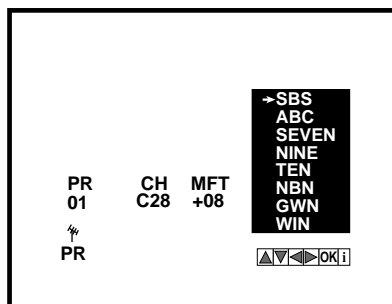 ➔SBS
ABC
SEVEN
NINE
TEN
NBN
GWN
WIN
PR CH MFT
01 C28 +08
PR
▲▼◀▶OK i